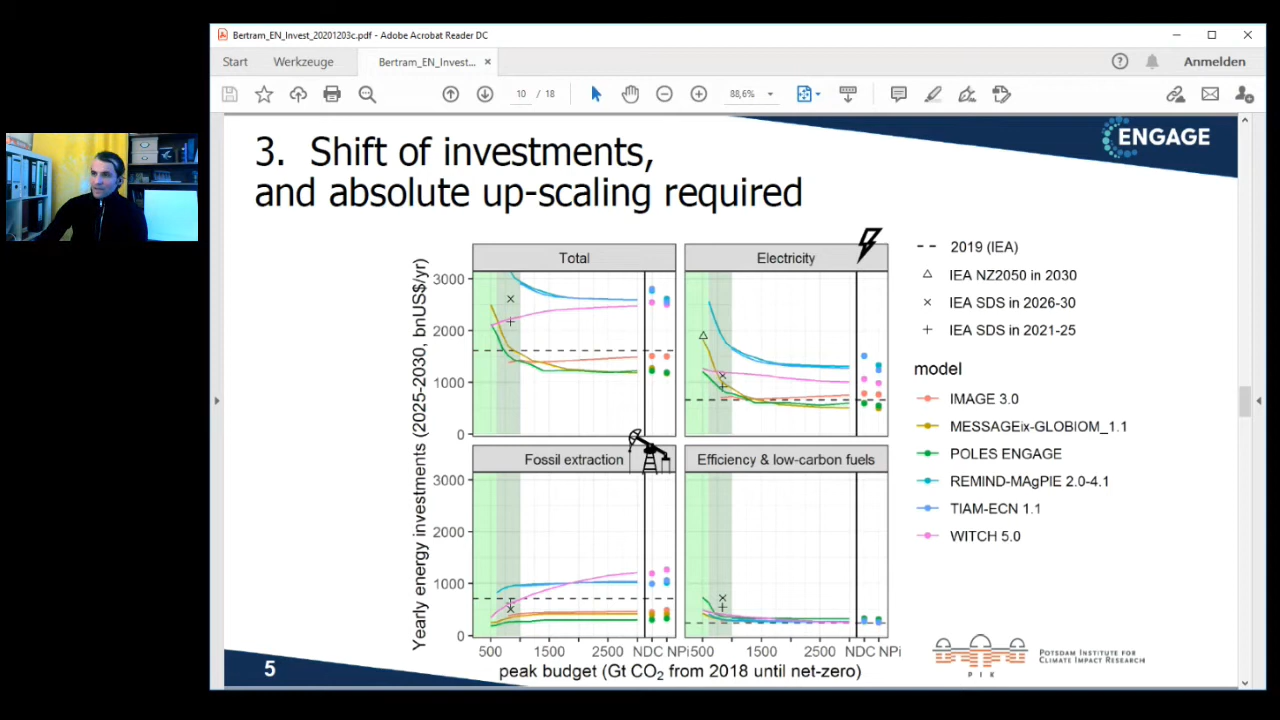 Bertram_EN_Invest_20201203c.pdf - Adobe Acrobat Reader DC
Start Werkzeuge Bertram_EN_Invest... × Anmelden
10 / 18 88,6%
ENGAGE
3. Shift of investments,
and absolute up-scaling required
Yearly energy investments (2025-2030, bnUS$/yr)
Total
Electricity
3000
2000
1000
0
Fossil extraction
Efficiency & low-carbon fuels
3000
2000
1000
0
500 1500 2500 NDC NPi
500 1500 2500 NDC NPi
peak budget (Gt CO₂ from 2018 until net-zero)
2019 (IEA)
IEA NZ2050 in 2030
IEA SDS in 2026-30
IEA SDS in 2021-25
model
IMAGE 3.0
MESSAGEix-GLOBIOM_1.1
POLES ENGAGE
REMIND-MAgPIE 2.0-4.1
TIAM-ECN 1.1
WITCH 5.0
5
POTSDAM INSTITUTE FOR
CLIMATE IMPACT RESEARCH
P I K